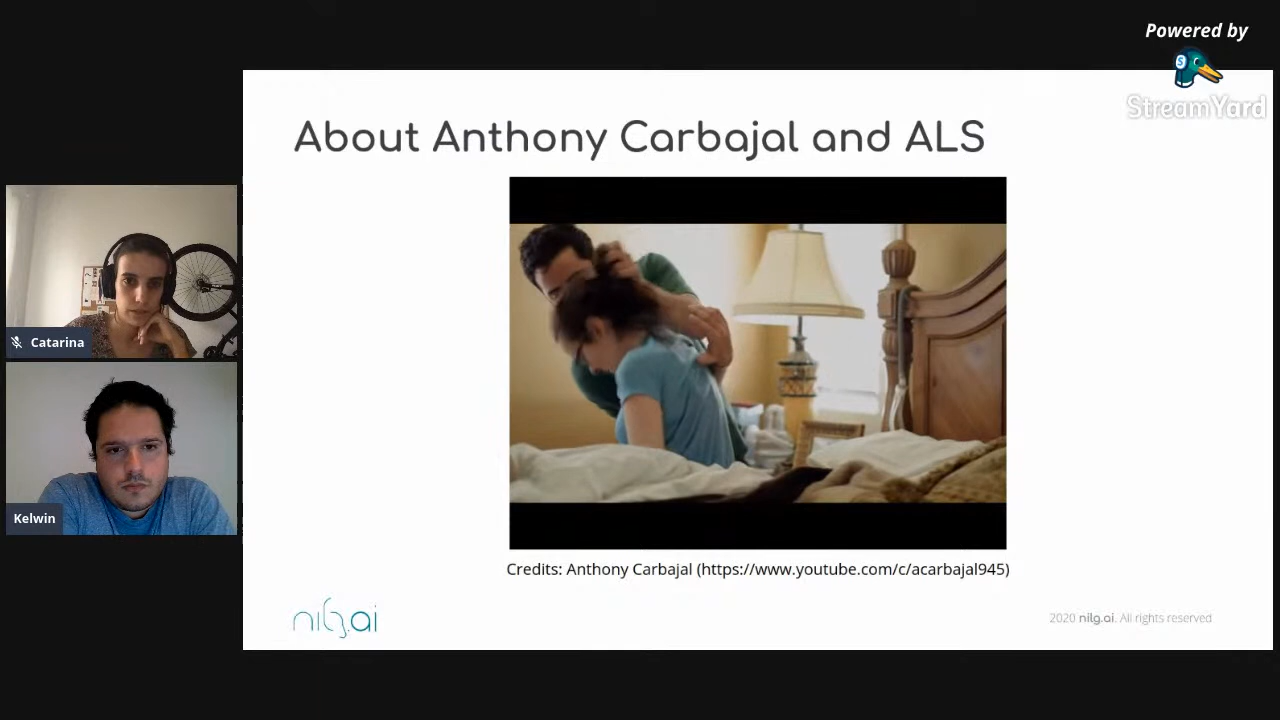 Powered by
S
StreamYard
About Anthony Carbajal and ALS
Catarina
Kelwin
Credits: Anthony Carbajal (https://www.youtube.com/c/acarbajal945)
nilg.ai
2020 nilg.ai. All rights reserved